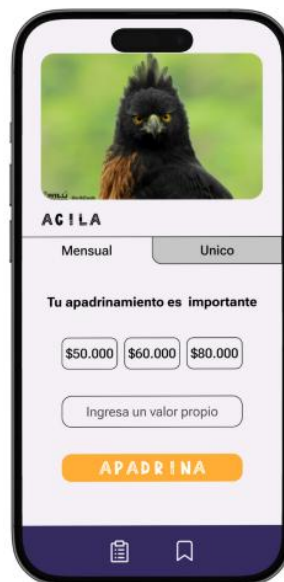 ACILA
Mensual Unico
Tu apadrinamiento es importante
$50.000 $60.000 $80.000
Ingresa un valor propio
APADRINA